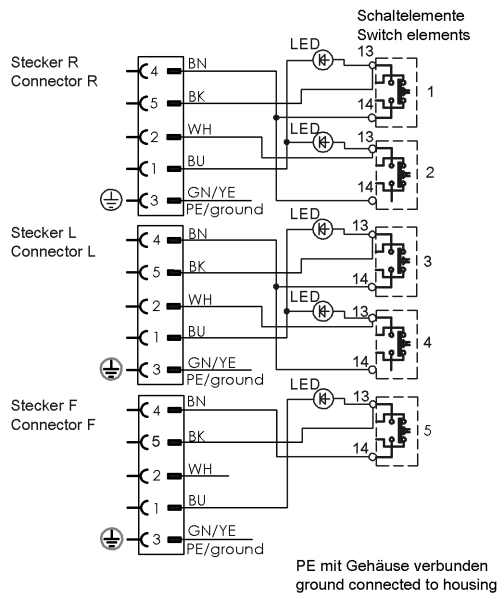 Schaltelemente
Switch elements
Stecker R
Connector R
4 BN
5 BK
2 WH
1 BU
3 GN/YE
PE/ground
LED 13
14
1
LED 13
14
2
Stecker L
Connector L
4 BN
5 BK
2 WH
1 BU
3 GN/YE
PE/ground
LED 13
14
3
LED 13
14
4
Stecker F
Connector F
4 BN
5 BK
2 WH
1 BU
3 GN/YE
PE/ground
LED 13
14
5
PE mit Gehäuse verbunden
ground connected to housing